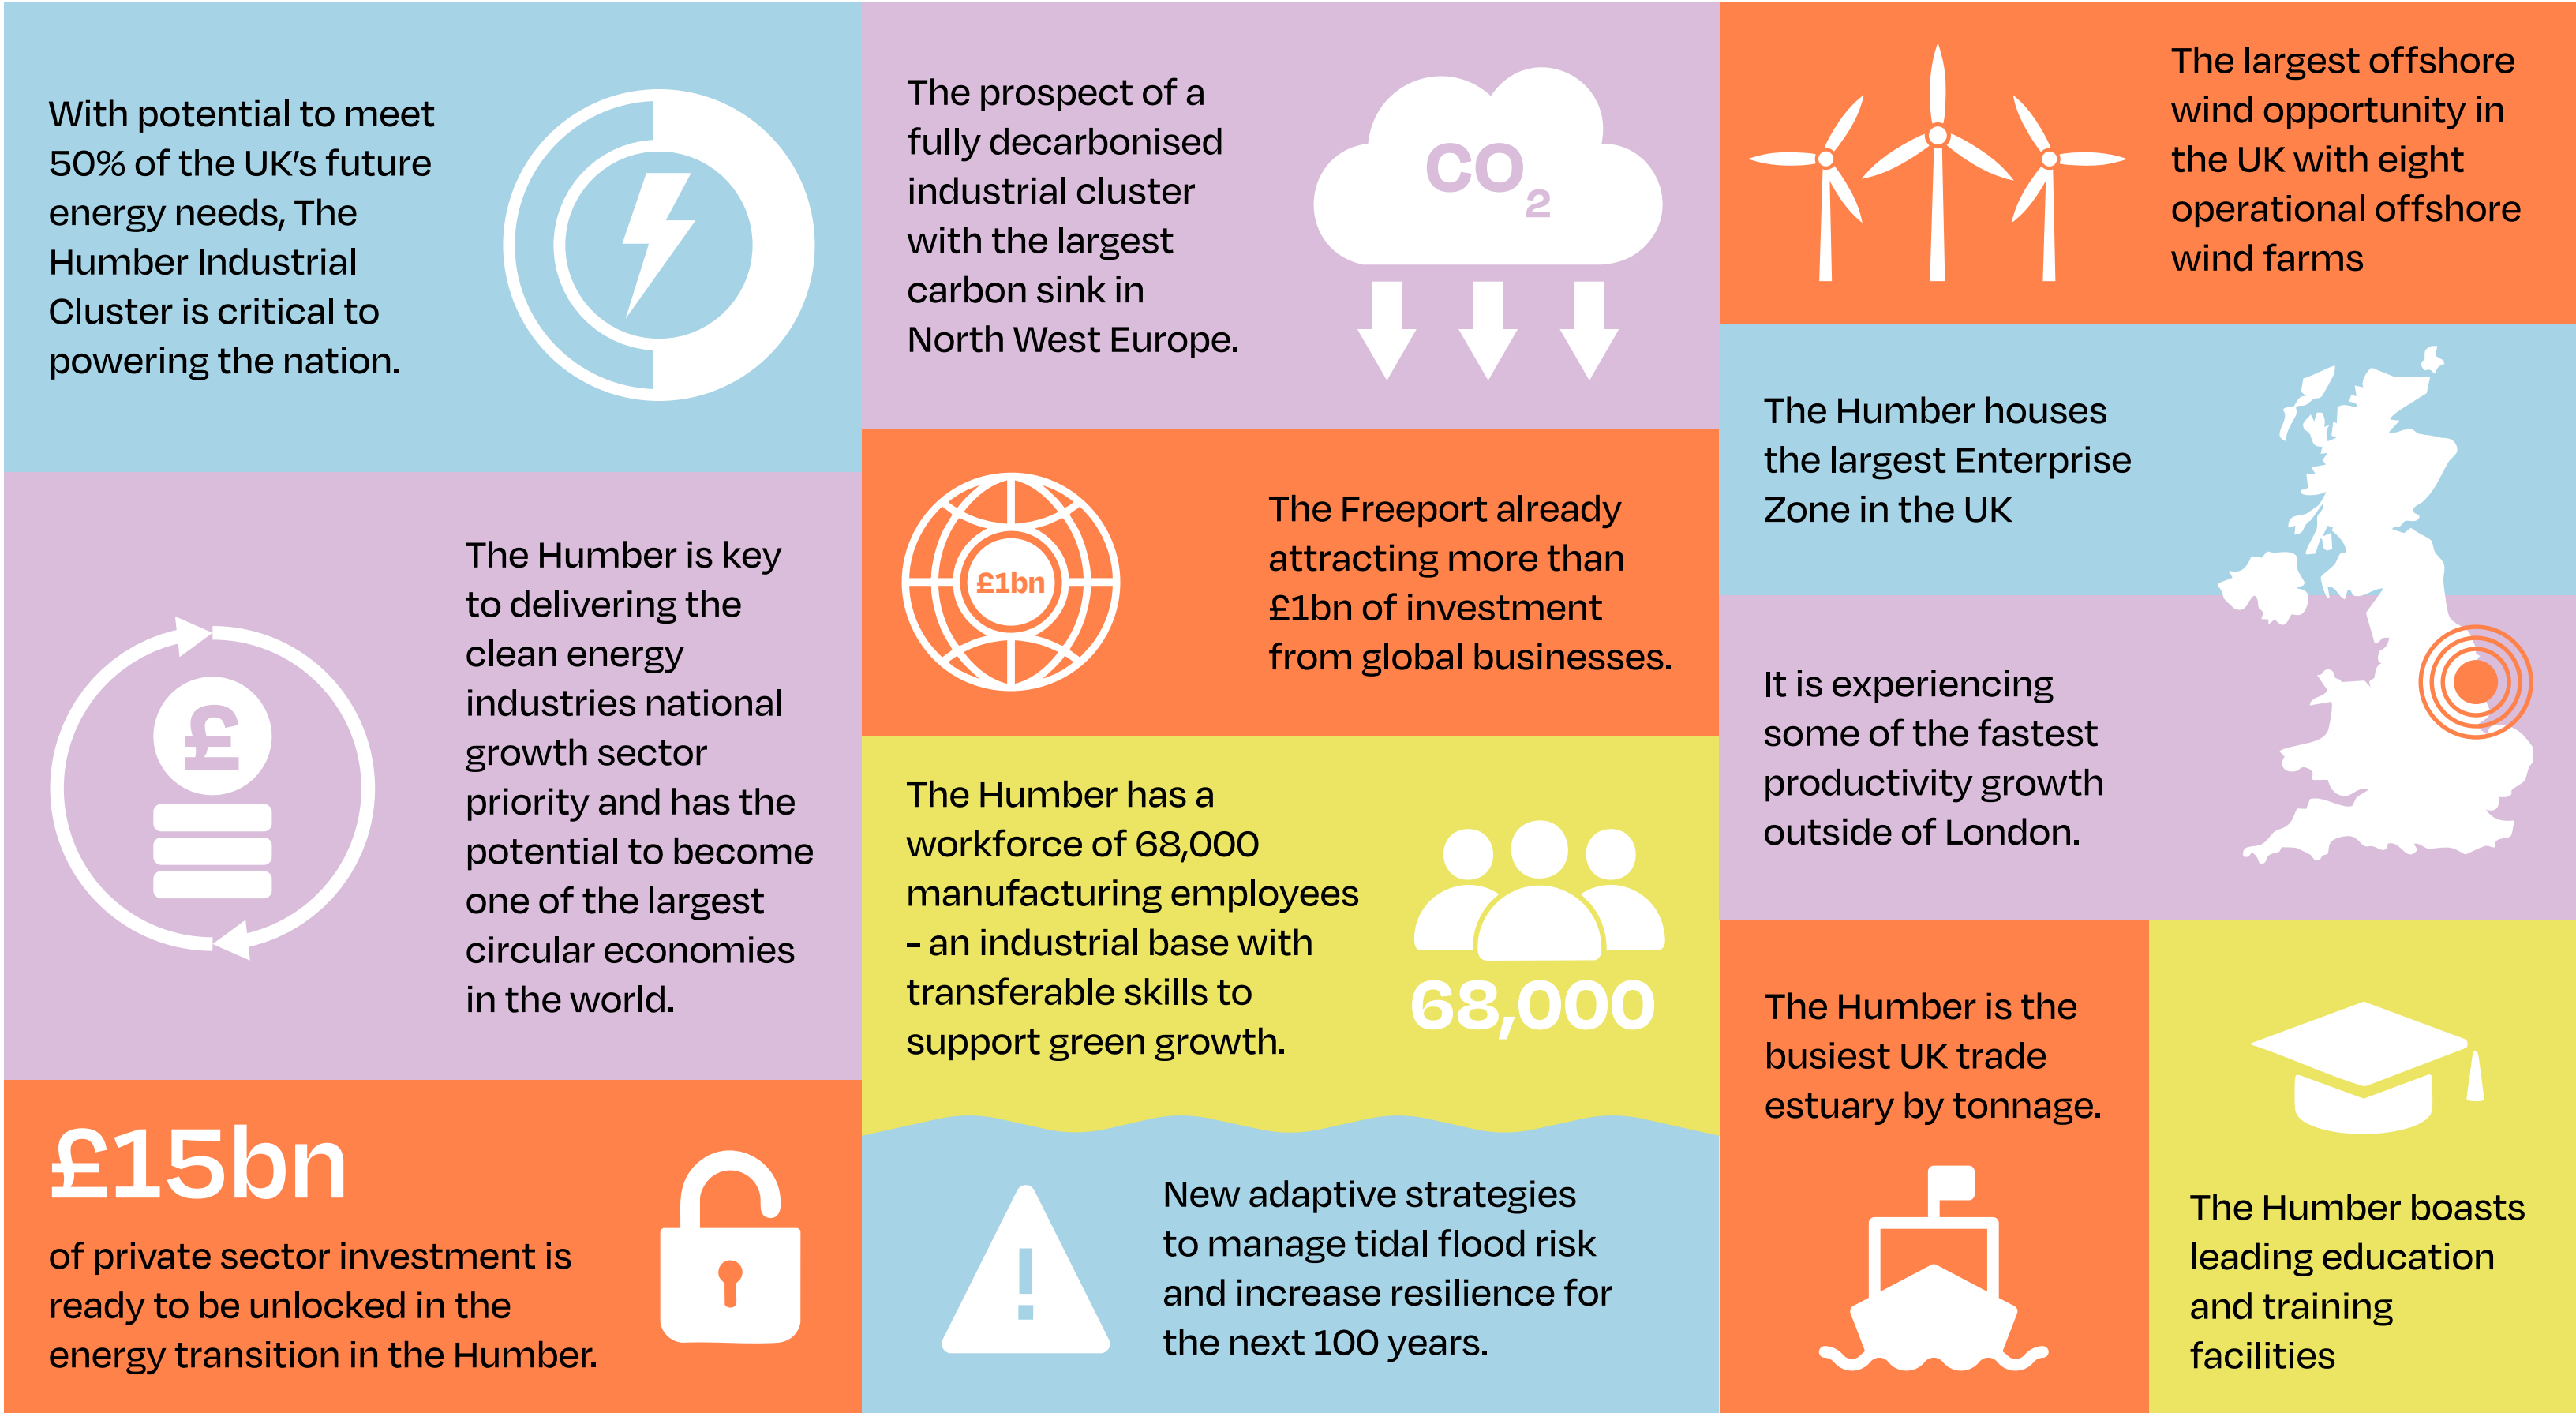 With potential to meet
50% of the UK’s future
energy needs, The
Humber Industrial
Cluster is critical to
powering the nation.
The Humber is key
to delivering the
clean energy
industries national
growth sector
priority and has the
potential to become
one of the largest
circular economies
in the world.
£
£15bn
of private sector investment is
ready to be unlocked in the
energy transition in the Humber.
The prospect of a
fully decarbonised
industrial cluster
with the largest
carbon sink in
North West Europe.
CO2
£1bn
The Freeport already
attracting more than
£1bn of investment
from global businesses.
The Humber has a
workforce of 68,000
manufacturing employees
- an industrial base with
transferable skills to
support green growth.
68,000
!
New adaptive strategies
to manage tidal flood risk
and increase resilience for
the next 100 years.
The largest offshore
wind opportunity in
the UK with eight
operational offshore
wind farms
The Humber houses
the largest Enterprise
Zone in the UK
It is experiencing
some of the fastest
productivity growth
outside of London.
The Humber is the
busiest UK trade
estuary by tonnage.
The Humber boasts
leading education
and training
facilities